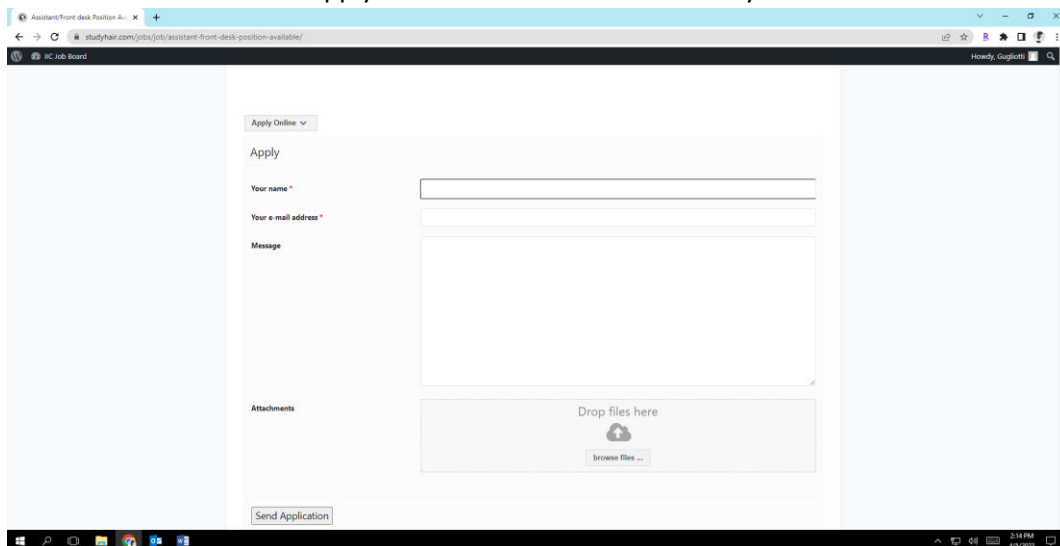 Assistant/Front desk Position Av
studyhair.com/jobs/job/assistant-front-desk-position-available/
IIC Job Board
Howdy, Gugliotti
Apply Online
Apply
Your name *
Your e-mail address *
Message
Attachments
Drop files here
browse files ...
Send Application
2:14 PM